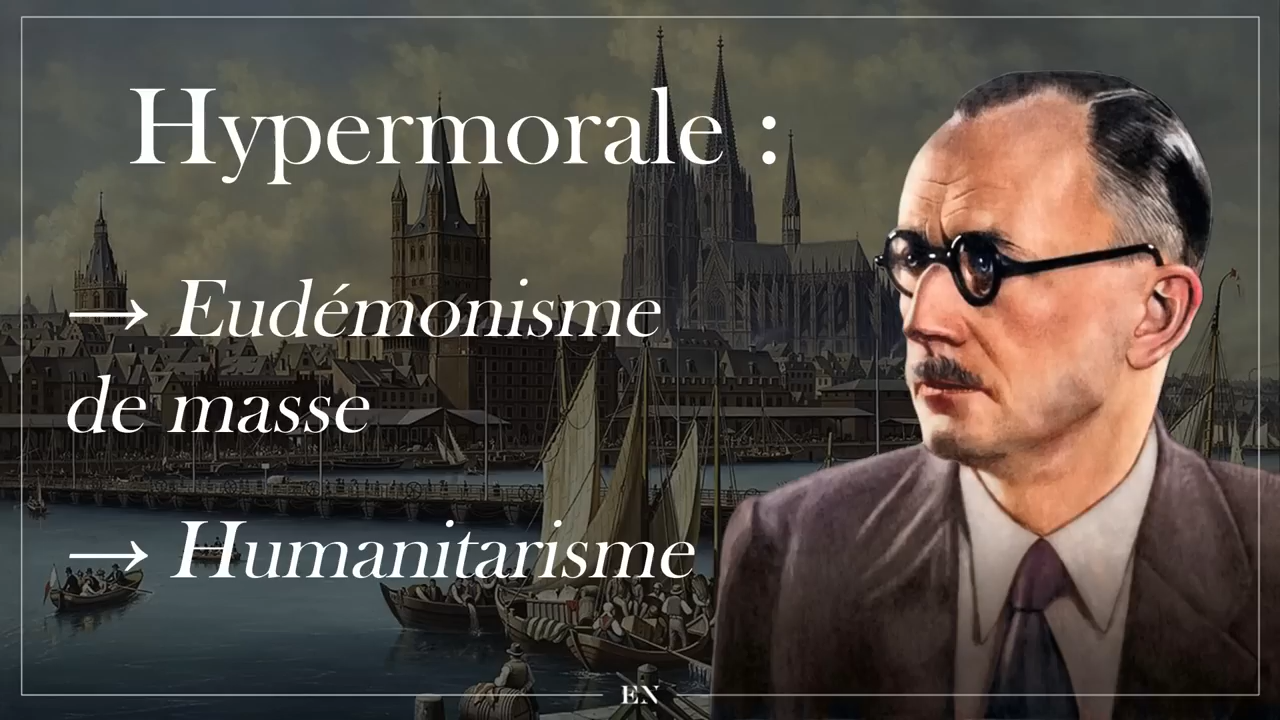 Hypermorale :
→ Eudémonisme
de masse
→ Humanitarisme
EN